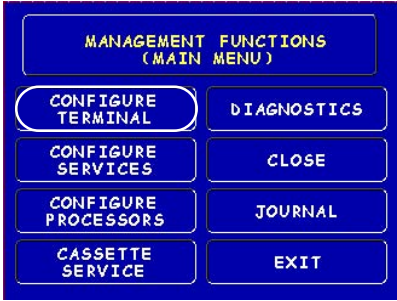 MANAGEMENT FUNCTIONS
(MAIN MENU)
CONFIGURE
TERMINAL
DIAGNOSTICS
CONFIGURE
SERVICES
CLOSE
CONFIGURE
PROCESSORS
JOURNAL
CASSETTE
SERVICE
EXIT